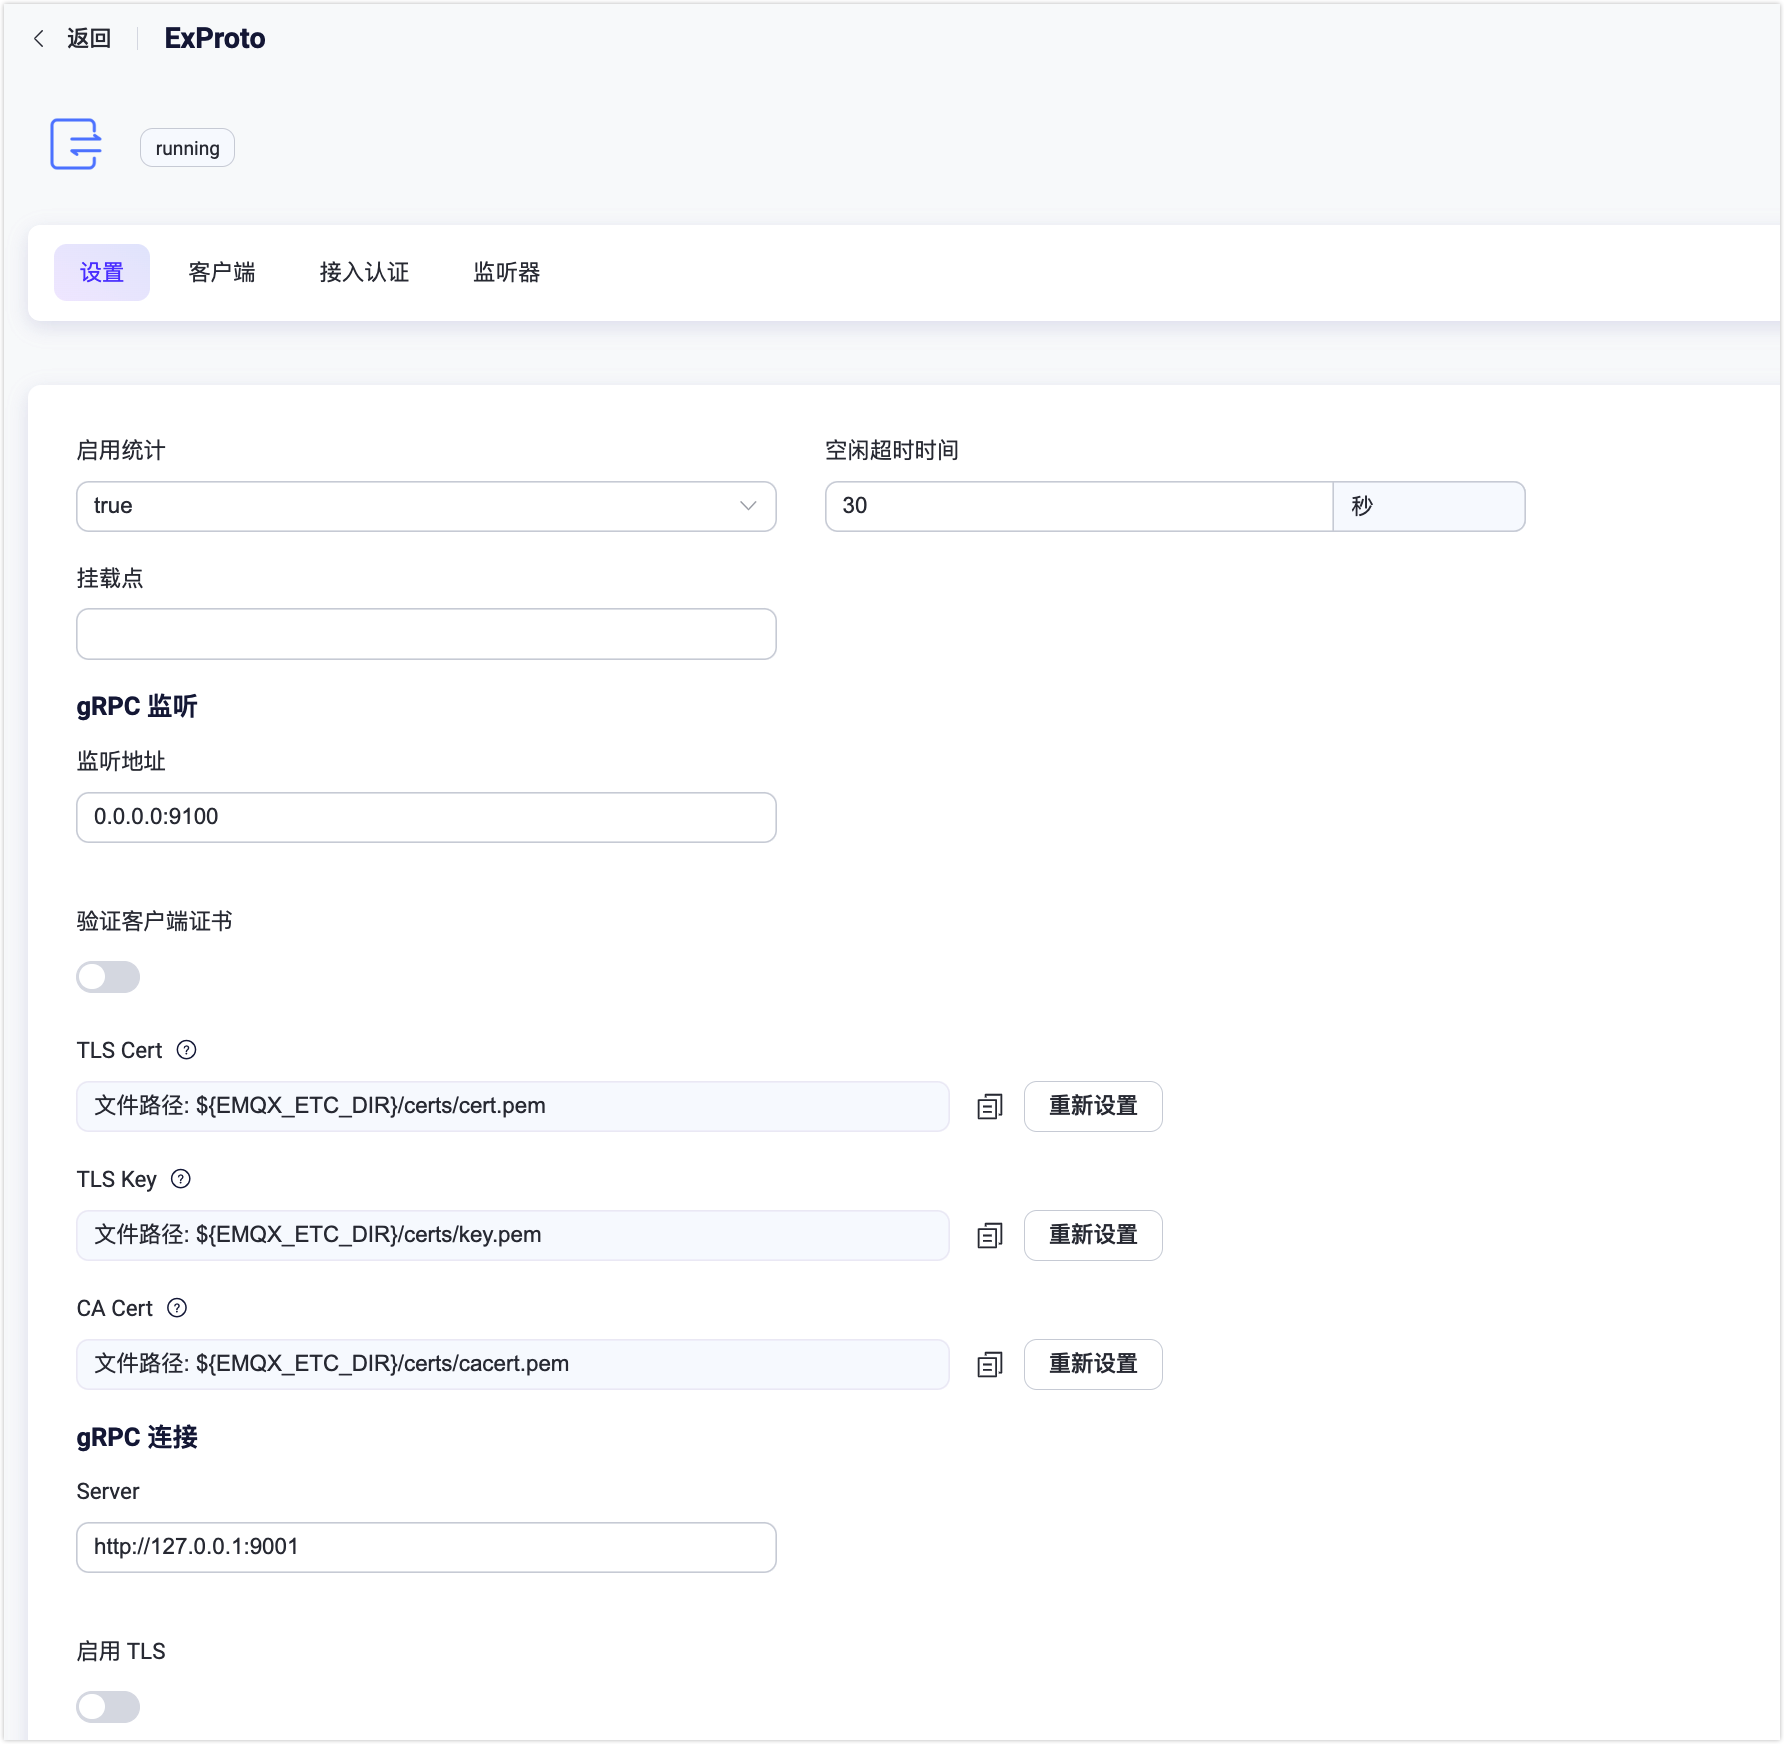 返回 ExProto
running
设置 客户端 接入认证 监听器
启用统计 空闲超时时间
true 30 秒
挂载点
gRPC 监听
监听地址
0.0.0.0:9100
验证客户端证书
TLS Cert ?
文件路径: ${EMQX_ETC_DIR}/certs/cert.pem 重新设置
TLS Key ?
文件路径: ${EMQX_ETC_DIR}/certs/key.pem 重新设置
CA Cert ?
文件路径: ${EMQX_ETC_DIR}/certs/cacert.pem 重新设置
gRPC 连接
Server
http://127.0.0.1:9001
启用 TLS